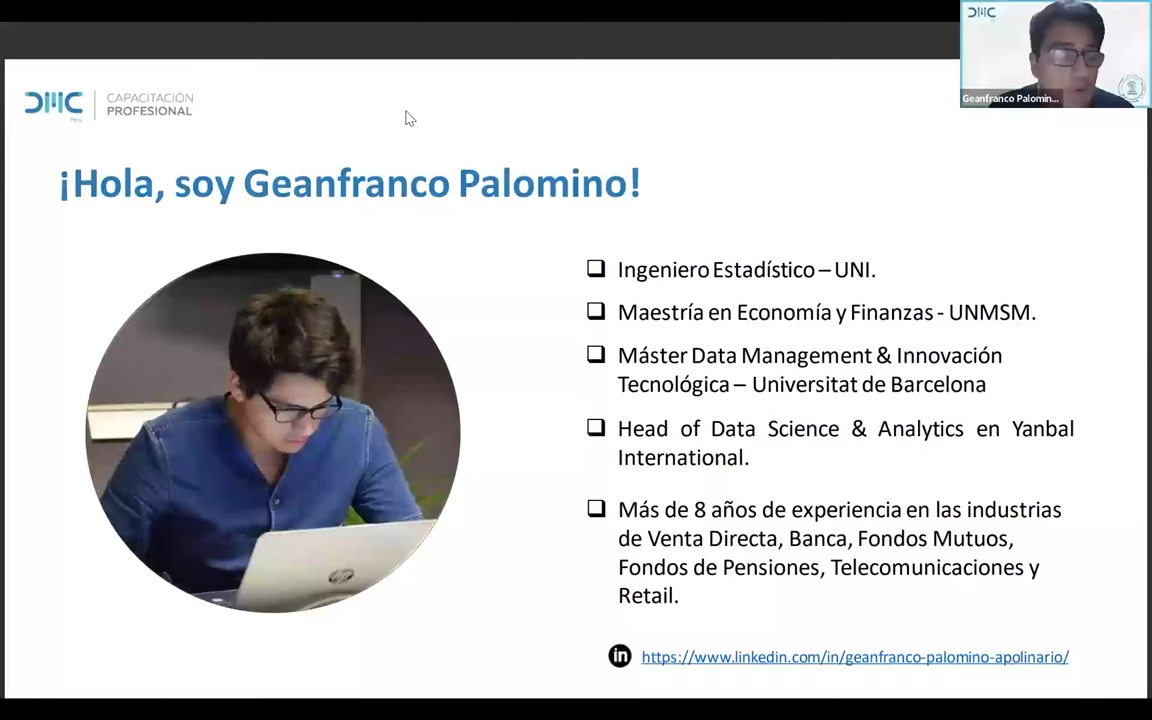 DMC
Geanfranco Palomin...
DMC
Perú
CAPACITACIÓN
PROFESIONAL
¡Hola, soy Geanfranco Palomino!
❑ Ingeniero Estadístico – UNI.
❑ Maestría en Economía y Finanzas - UNMSM.
❑ Máster Data Management & Innovación
Tecnológica – Universitat de Barcelona
❑ Head of Data Science & Analytics en Yanbal
International.
❑ Más de 8 años de experiencia en las industrias
de Venta Directa, Banca, Fondos Mutuos,
Fondos de Pensiones, Telecomunicaciones y
Retail.
hp
in
https://www.linkedin.com/in/geanfranco-palomino-apolinario/